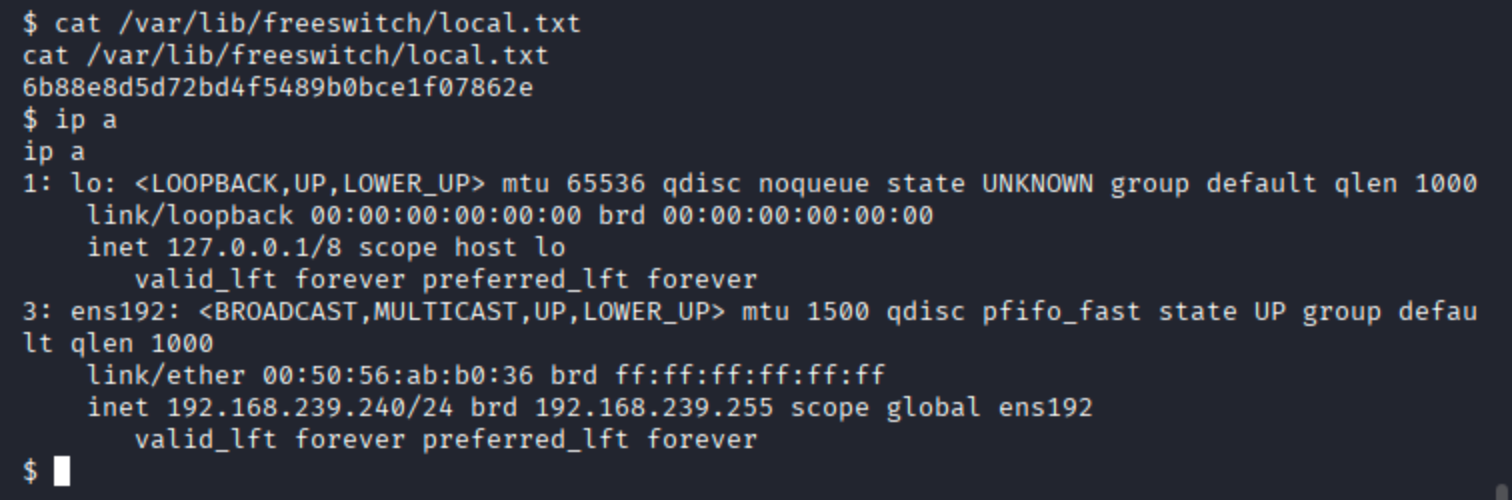 $ cat /var/lib/freeswitch/local.txt
cat /var/lib/freeswitch/local.txt
6b88e8d5d72bd4f5489b0bce1f07862e
$ ip a
ip a
1: lo: <LOOPBACK,UP,LOWER_UP> mtu 65536 qdisc noqueue state UNKNOWN group default qlen 1000
    link/loopback 00:00:00:00:00:00 brd 00:00:00:00:00:00
    inet 127.0.0.1/8 scope host lo
       valid_lft forever preferred_lft forever
3: ens192: <BROADCAST,MULTICAST,UP,LOWER_UP> mtu 1500 qdisc pfifo_fast state UP group defau
lt qlen 1000
    link/ether 00:50:56:ab:b0:36 brd ff:ff:ff:ff:ff:ff
    inet 192.168.239.240/24 brd 192.168.239.255 scope global ens192
       valid_lft forever preferred_lft forever
$